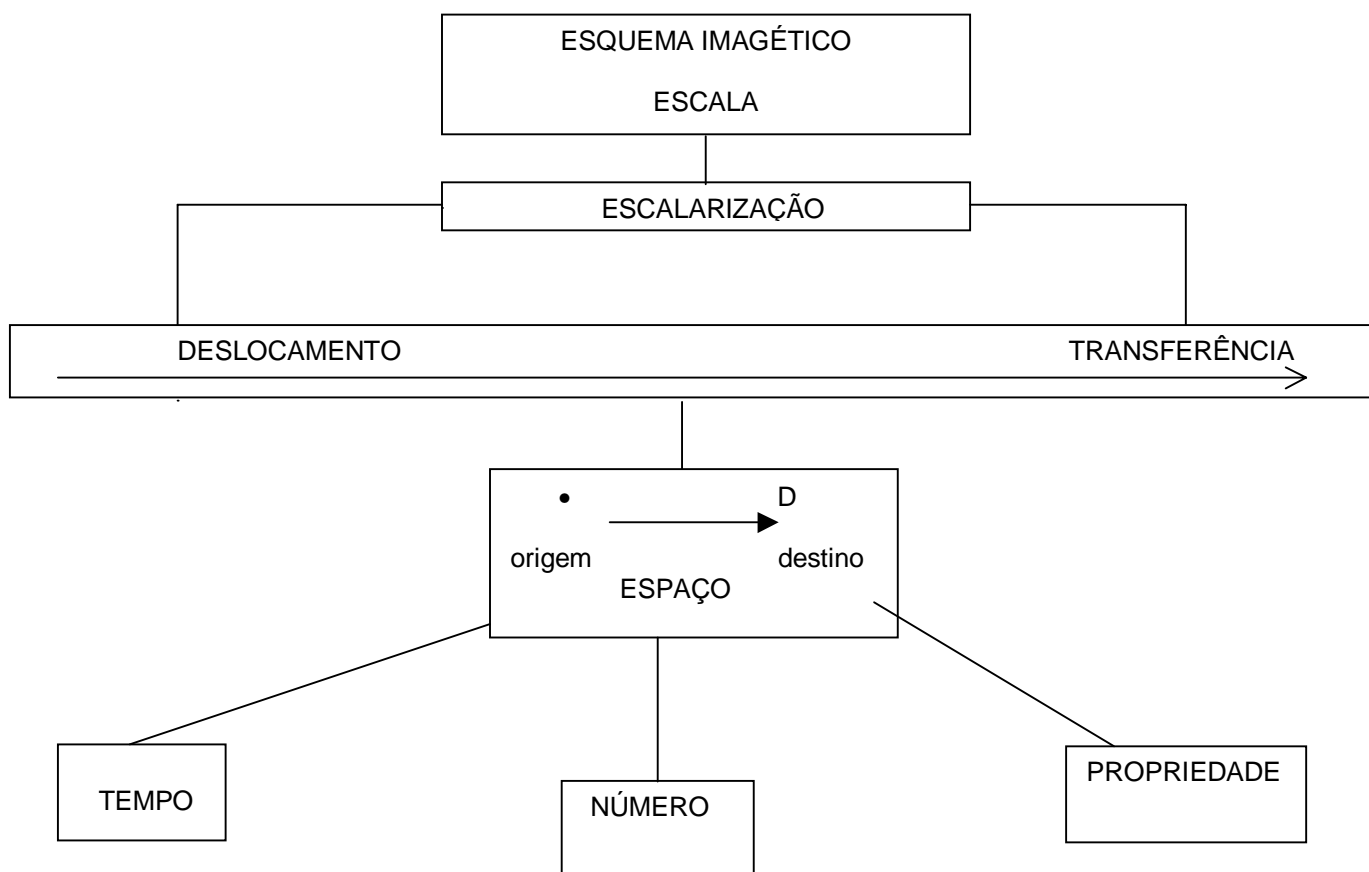 ESQUEMA IMAGÉTICO
ESCALA
ESCALARIZAÇÃO
DESLOCAMENTO TRANSFERÊNCIA
• D
origem destino
ESPAÇO
TEMPO
NÚMERO
PROPRIEDADE